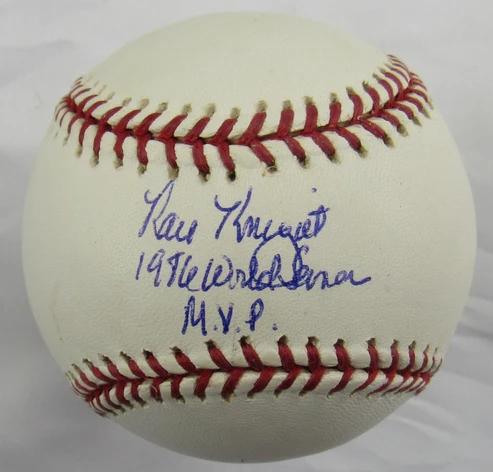 Ray Knight
1986 World Series
M.V.P.